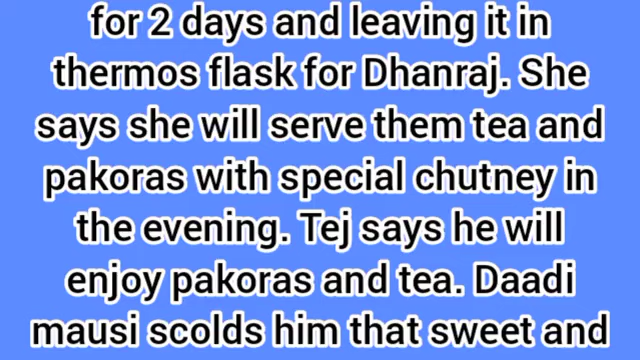 for 2 days and leaving it in
thermos flask for Dhanraj. She
says she will serve them tea and
pakoras with special chutney in
the evening. Tej says he will
enjoy pakoras and tea. Daadi
mausi scolds him that sweet and